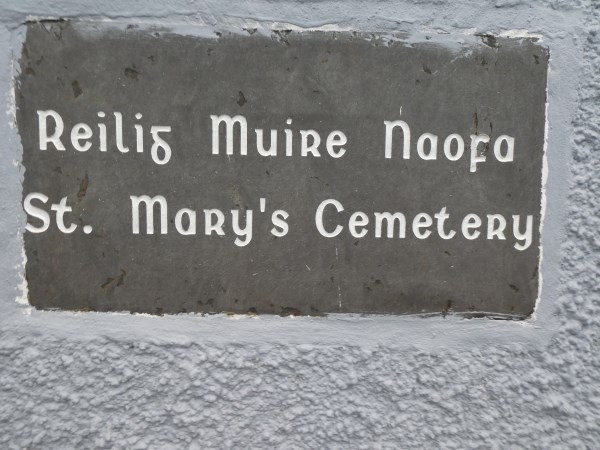 Reilig Muire Naofa
St. Mary's Cemetery